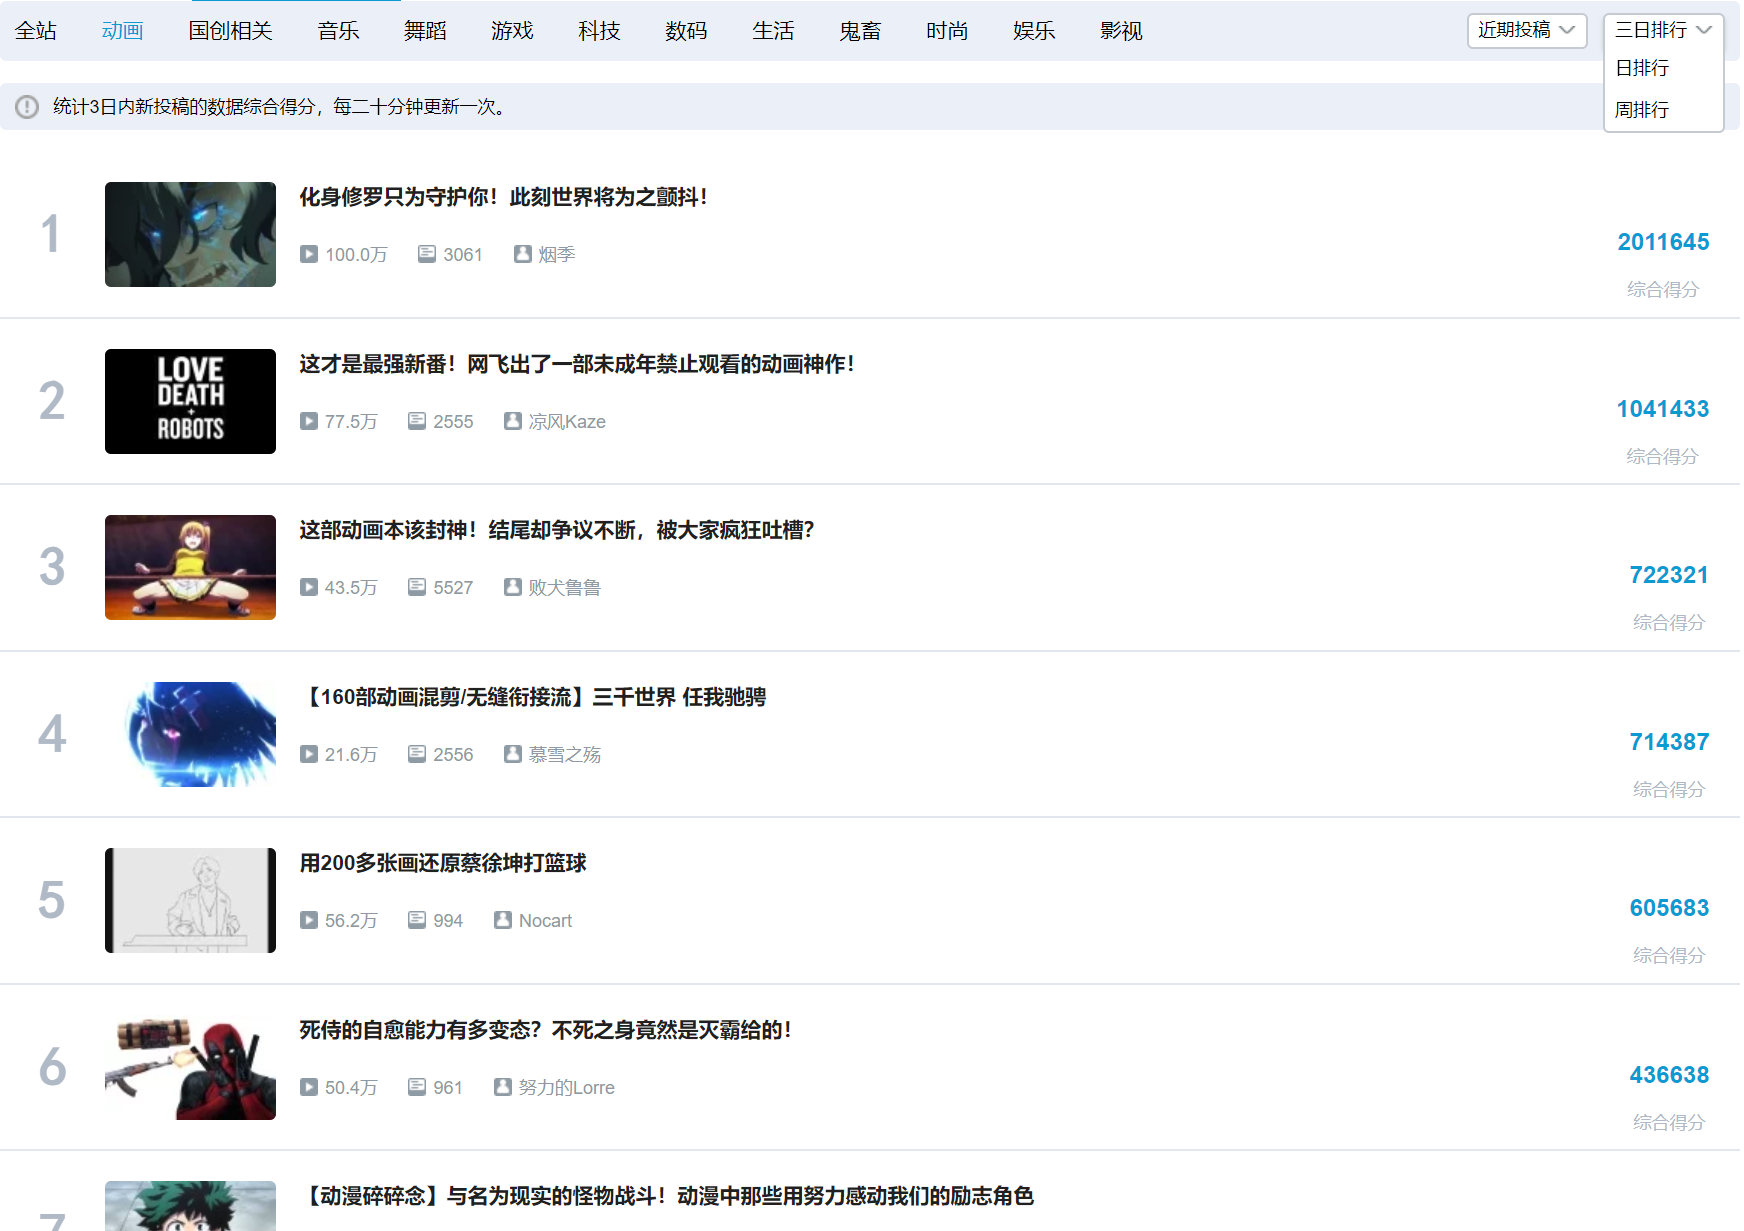 全站 动画 国创相关 音乐 舞蹈 游戏 科技 数码 生活 鬼畜 时尚 娱乐 影视 近期投稿 三日排行
日排行
周排行
统计3日内新投稿的数据综合得分，每二十分钟更新一次。
1
化身修罗只为守护你！此刻世界将为之颤抖！
100.0万 3061 烟季
2011645
综合得分
2
LOVE
DEATH
+
ROBOTS
这才是最强新番！网飞出了一部未成年禁止观看的动画神作！
77.5万 2555 凉风Kaze
1041433
综合得分
3
这部动画本该封神！结尾却争议不断，被大家疯狂吐槽？
43.5万 5527 败犬鲁鲁
722321
综合得分
4
【160部动画混剪/无缝衔接流】三千世界 任我驰骋
21.6万 2556 慕雪之殇
714387
综合得分
5
用200多张画还原蔡徐坤打篮球
56.2万 994 Nocart
605683
综合得分
6
死侍的自愈能力有多变态？不死之身竟然是灭霸给的！
50.4万 961 努力的Lorre
436638
综合得分
7
【动漫碎碎念】与名为现实的怪物战斗！动漫中那些用努力感动我们的励志角色